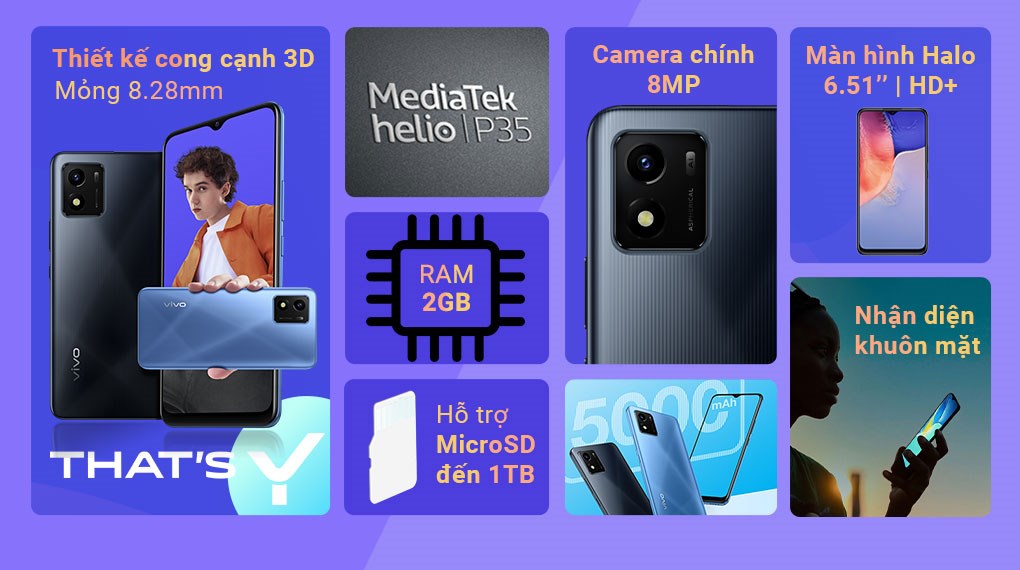 Thiết kế cong cạnh 3D
Mỏng 8.28mm
vivo
vivo
THAT'S Y
MediaTek
helio | P35
RAM
2GB
Hỗ trợ
MicroSD
đến 1TB
Camera chính
8MP
AI
ASPHERICAL
5000 mAh
Màn hình Halo
6.51’’ | HD+
Nhận diện
khuôn mặt